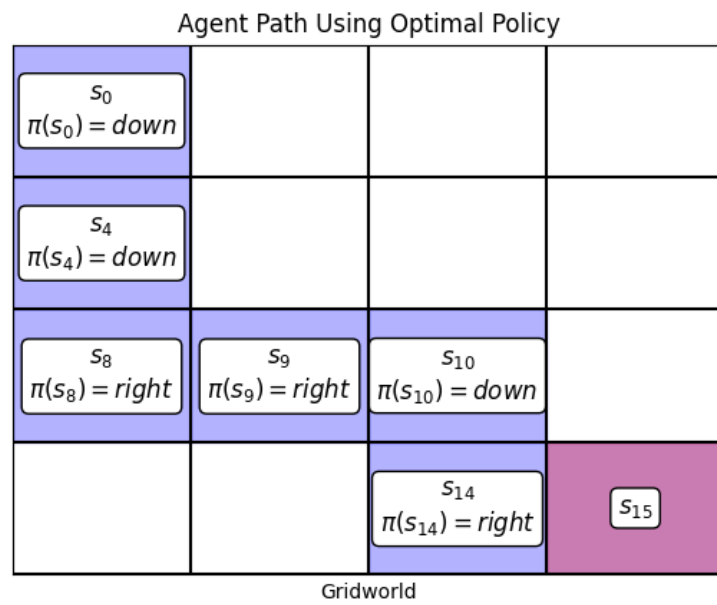 Agent Path Using Optimal Policy
s₀
π(s₀) = down
s₄
π(s₄) = down
s₈
π(s₈) = right
s₉
π(s₉) = right
s₁₀
π(s₁₀) = down
s₁₄
π(s₁₄) = right
s₁₅
Gridworld